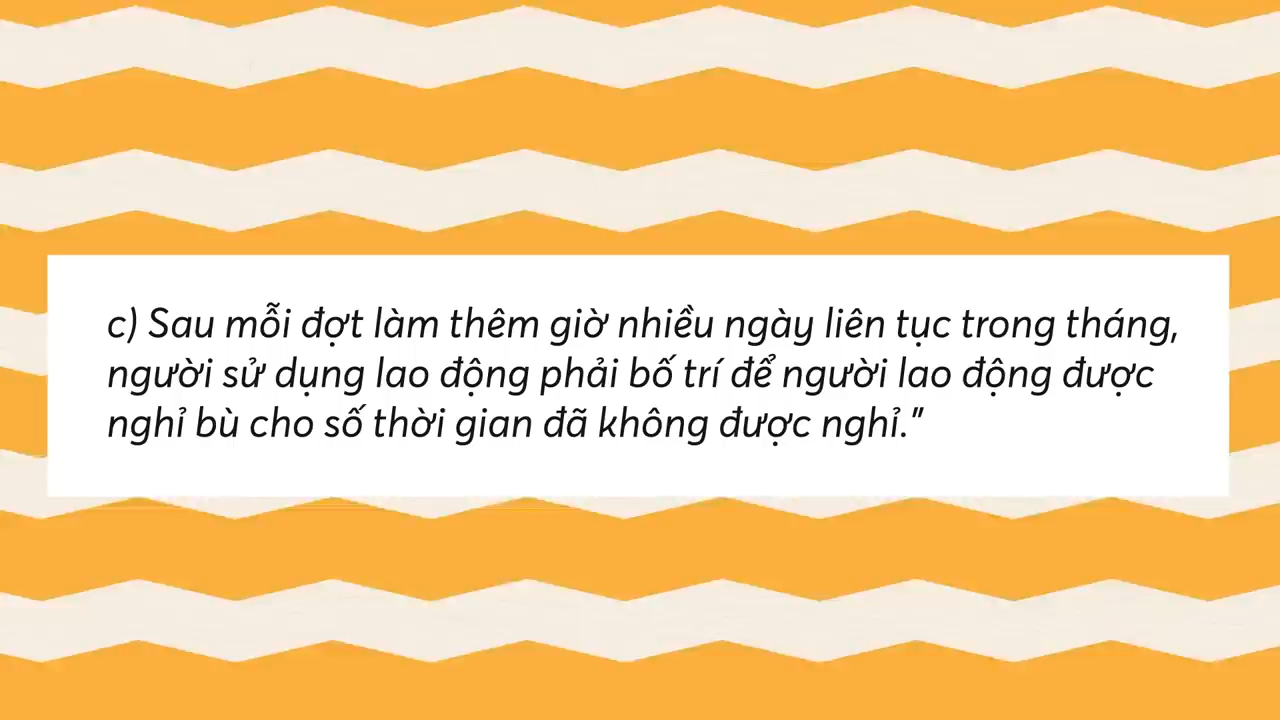 c) Sau mỗi đợt làm thêm giờ nhiều ngày liên tục trong tháng,
người sử dụng lao động phải bố trí để người lao động được
nghỉ bù cho số thời gian đã không được nghỉ.”